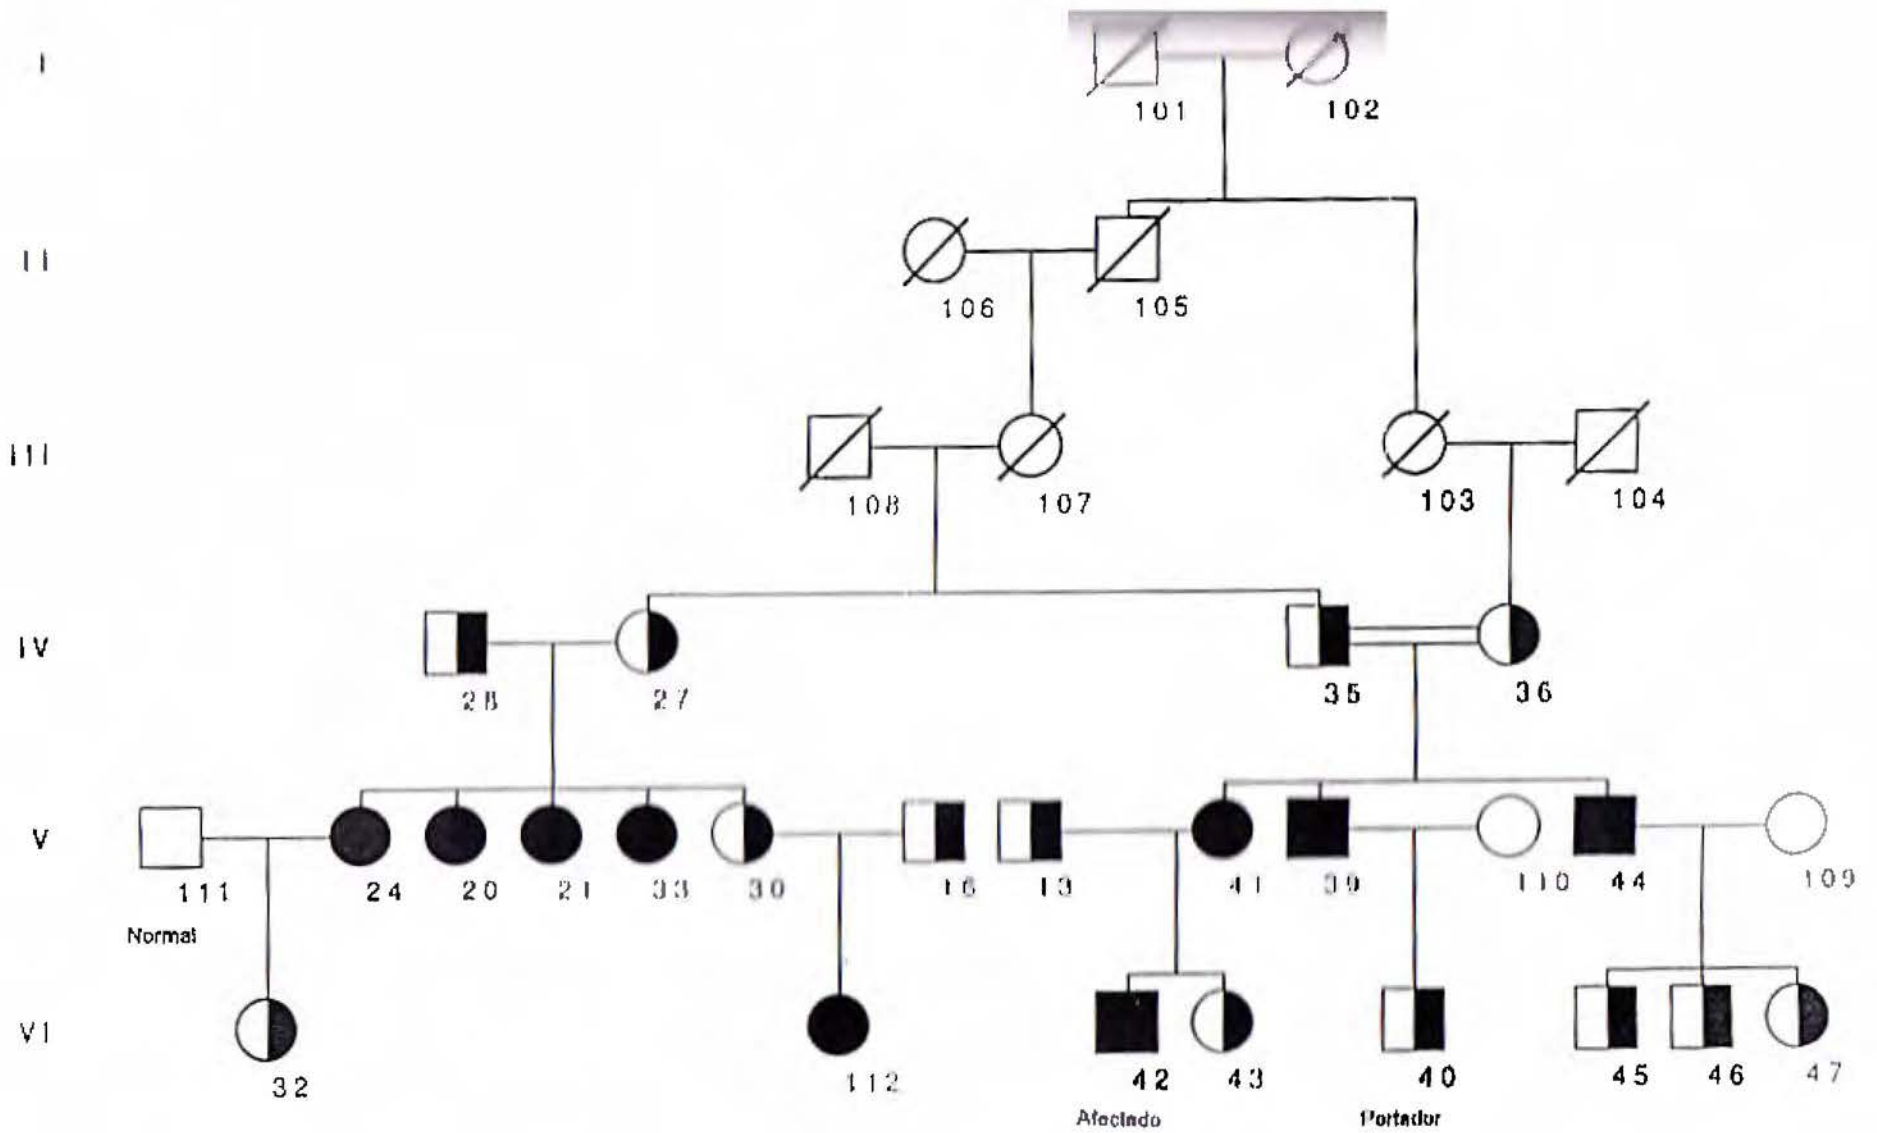 I
101 102
II
106 105
III
108 107 103 104
IV
28 27 35 36
V
111 24 20 21 33 30 16 13 41 39 110 44 109
Normal
VI
32 112 42 43 40 45 46 47
Afectado Portador